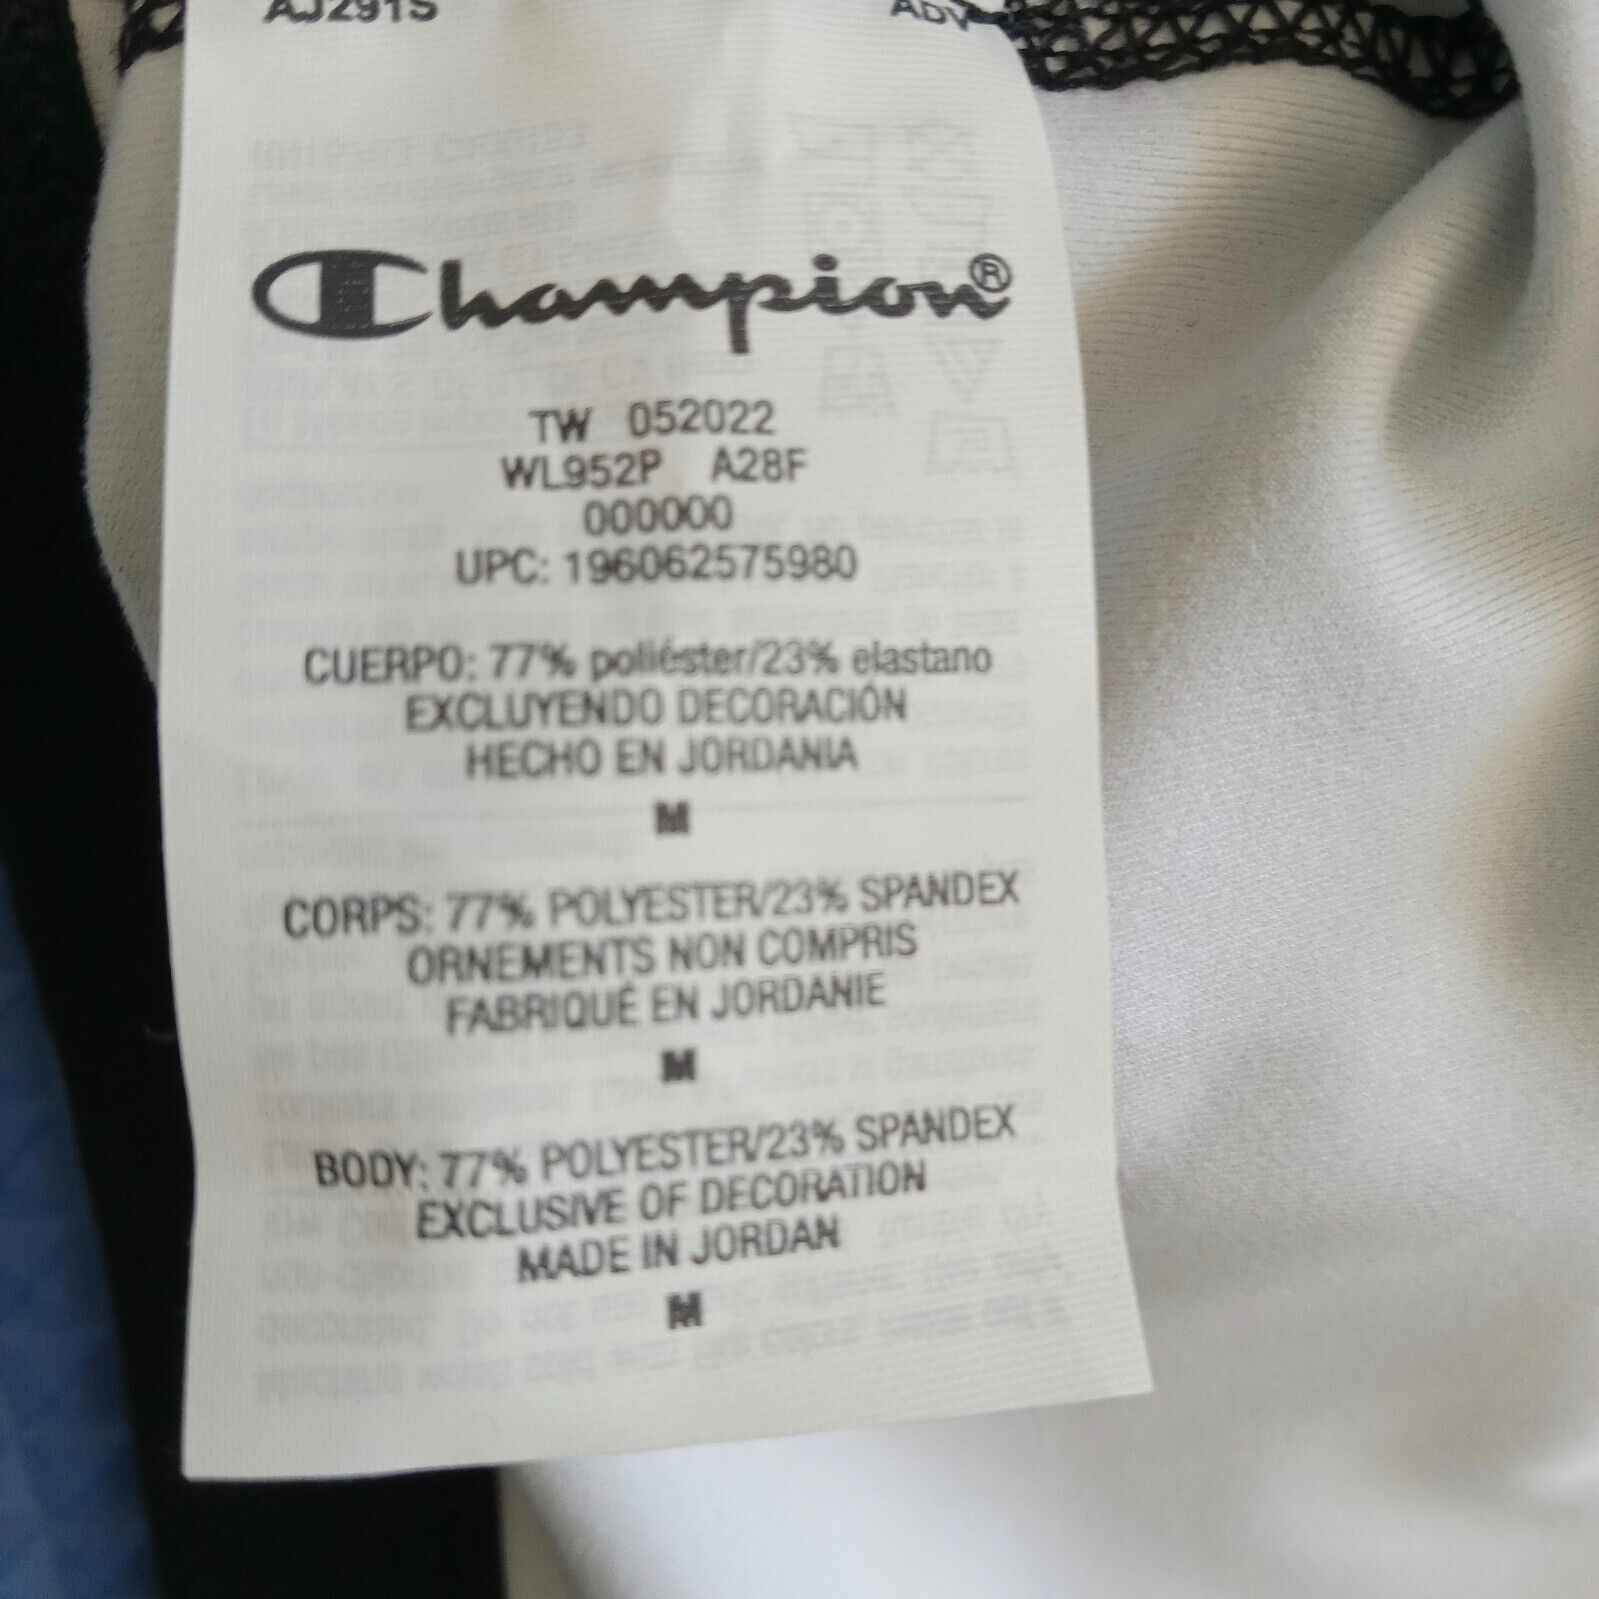 AJ291S
Champion®
TW 052022
WL952P A28F
000000
UPC: 196062575980
CUERPO: 77% poliéster/23% elastano
EXCLUYENDO DECORACIÓN
HECHO EN JORDANIA
M
CORPS: 77% POLYESTER/23% SPANDEX
ORNEMENTS NON COMPRIS
FABRIQUÉ EN JORDANIE
M
BODY: 77% POLYESTER/23% SPANDEX
EXCLUSIVE OF DECORATION
MADE IN JORDAN
M